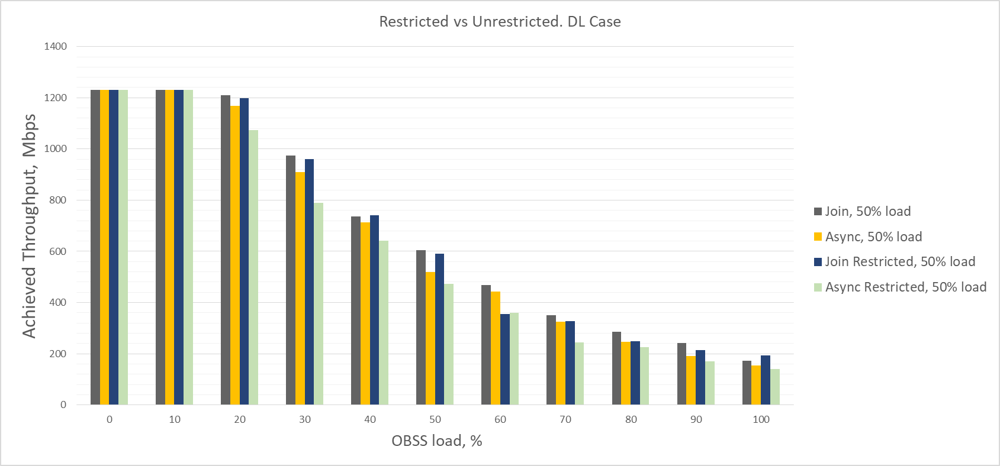 Restricted vs Unrestricted. DL Case
1400
1200
1000
800
600
400
200
0
Achieved Throughput, Mbps
0 10 20 30 40 50 60 70 80 90 100
OBSS load, %
Join, 50% load
Async, 50% load
Join Restricted, 50% load
Async Restricted, 50% load